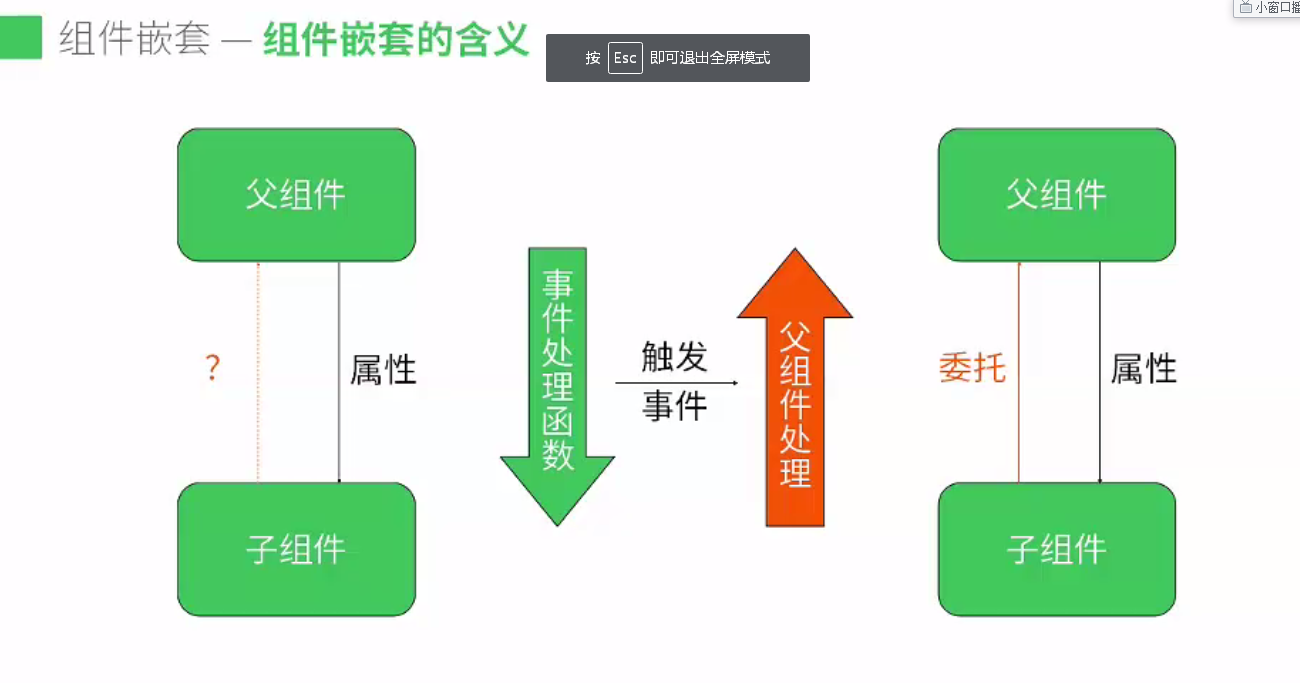 小窗口播
组件嵌套 — 组件嵌套的含义
按 Esc 即可退出全屏模式
父组件
父组件
事件处理函数
触发
事件
父组件处理
?
属性
委托
属性
子组件
子组件